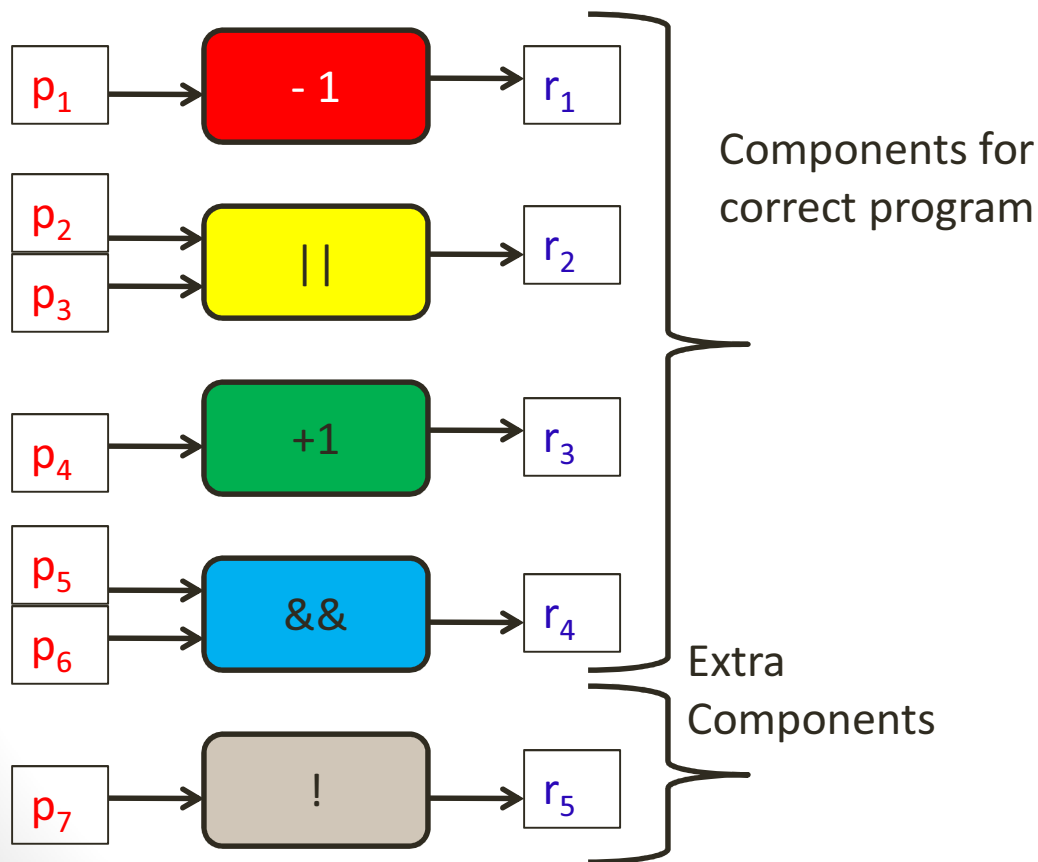 p₁
- 1
r₁
Components for
correct program
p₂
p₃
||
r₂
p₄
+1
r₃
p₅
p₆
&&
r₄
Extra
Components
p₇
!
r₅